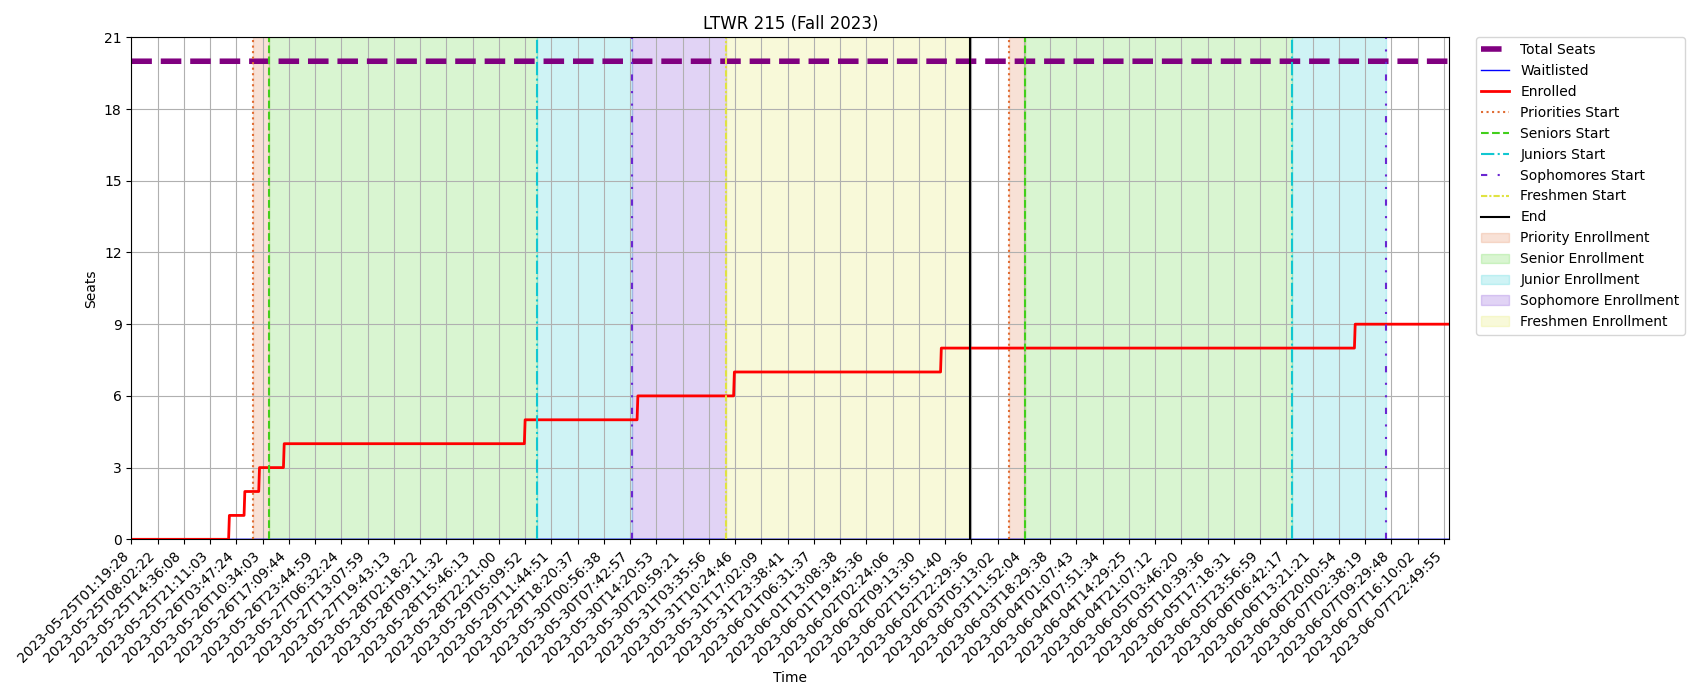 LTWR 215 (Fall 2023)
21
18
15
12
9
6
3
0
Seats
2023-05-25T01:19:28
2023-05-25T08:02:22
2023-05-25T14:36:08
2023-05-25T21:11:03
2023-05-26T03:47:24
2023-05-26T10:34:03
2023-05-26T17:09:44
2023-05-26T23:44:59
2023-05-27T06:32:24
2023-05-27T13:07:59
2023-05-27T19:43:13
2023-05-28T02:18:22
2023-05-28T09:11:32
2023-05-28T15:46:13
2023-05-28T22:21:00
2023-05-29T05:09:52
2023-05-29T11:44:51
2023-05-29T18:20:37
2023-05-30T00:56:38
2023-05-30T07:42:57
2023-05-30T14:20:53
2023-05-30T20:59:21
2023-05-31T03:35:56
2023-05-31T10:24:46
2023-05-31T17:02:09
2023-05-31T23:38:41
2023-06-01T06:31:37
2023-06-01T13:08:38
2023-06-01T19:45:36
2023-06-02T02:24:06
2023-06-02T09:13:30
2023-06-02T15:51:40
2023-06-02T22:29:36
2023-06-03T05:13:02
2023-06-03T11:52:04
2023-06-03T18:29:38
2023-06-04T01:07:43
2023-06-04T07:51:34
2023-06-04T14:29:25
2023-06-04T21:07:12
2023-06-05T03:46:20
2023-06-05T10:39:36
2023-06-05T17:18:31
2023-06-05T23:56:59
2023-06-06T06:42:17
2023-06-06T13:21:21
2023-06-06T20:00:54
2023-06-07T02:38:19
2023-06-07T09:29:48
2023-06-07T16:10:02
2023-06-07T22:49:55
Time
Total Seats
Waitlisted
Enrolled
Priorities Start
Seniors Start
Juniors Start
Sophomores Start
Freshmen Start
End
Priority Enrollment
Senior Enrollment
Junior Enrollment
Sophomore Enrollment
Freshmen Enrollment